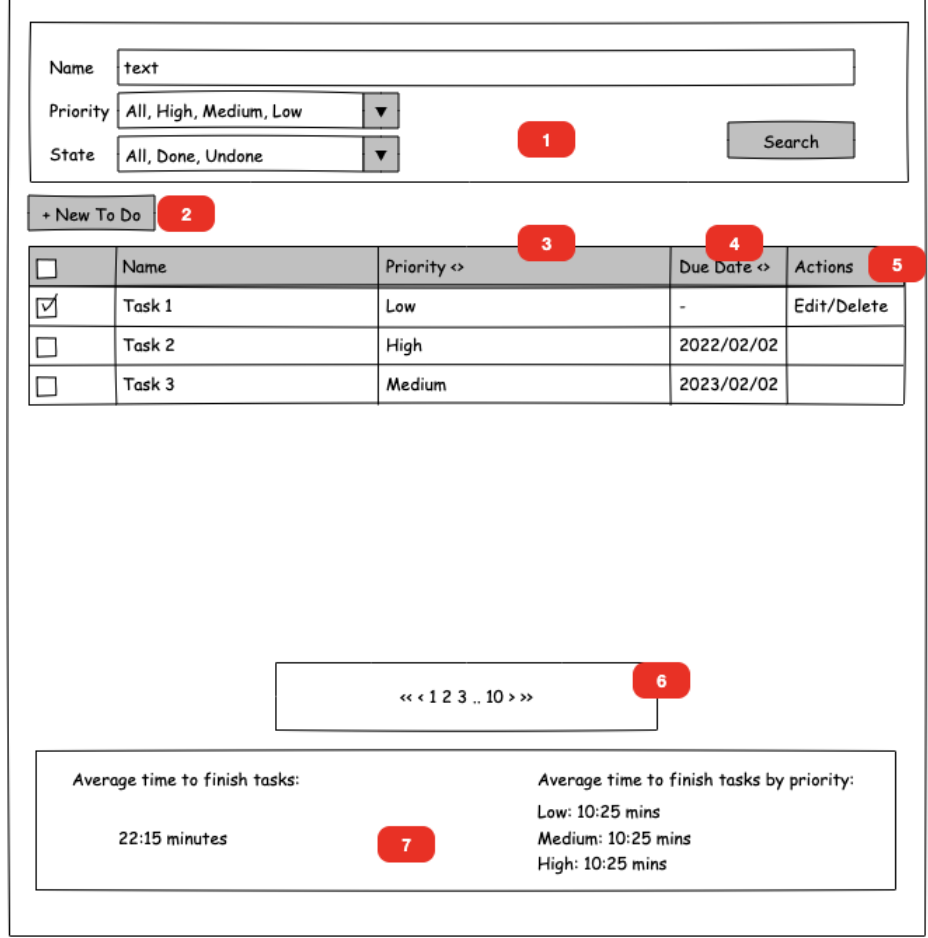 Name text
Priority All, High, Medium, Low ▼
State All, Done, Undone ▼
1
Search
+ New To Do 2
3 4
Name Priority <> Due Date <> Actions 5
Task 1 Low - Edit/Delete
Task 2 High 2022/02/02
Task 3 Medium 2023/02/02
6
<< < 1 2 3 .. 10 > >>
Average time to finish tasks:
22:15 minutes
7
Average time to finish tasks by priority:
Low: 10:25 mins
Medium: 10:25 mins
High: 10:25 mins